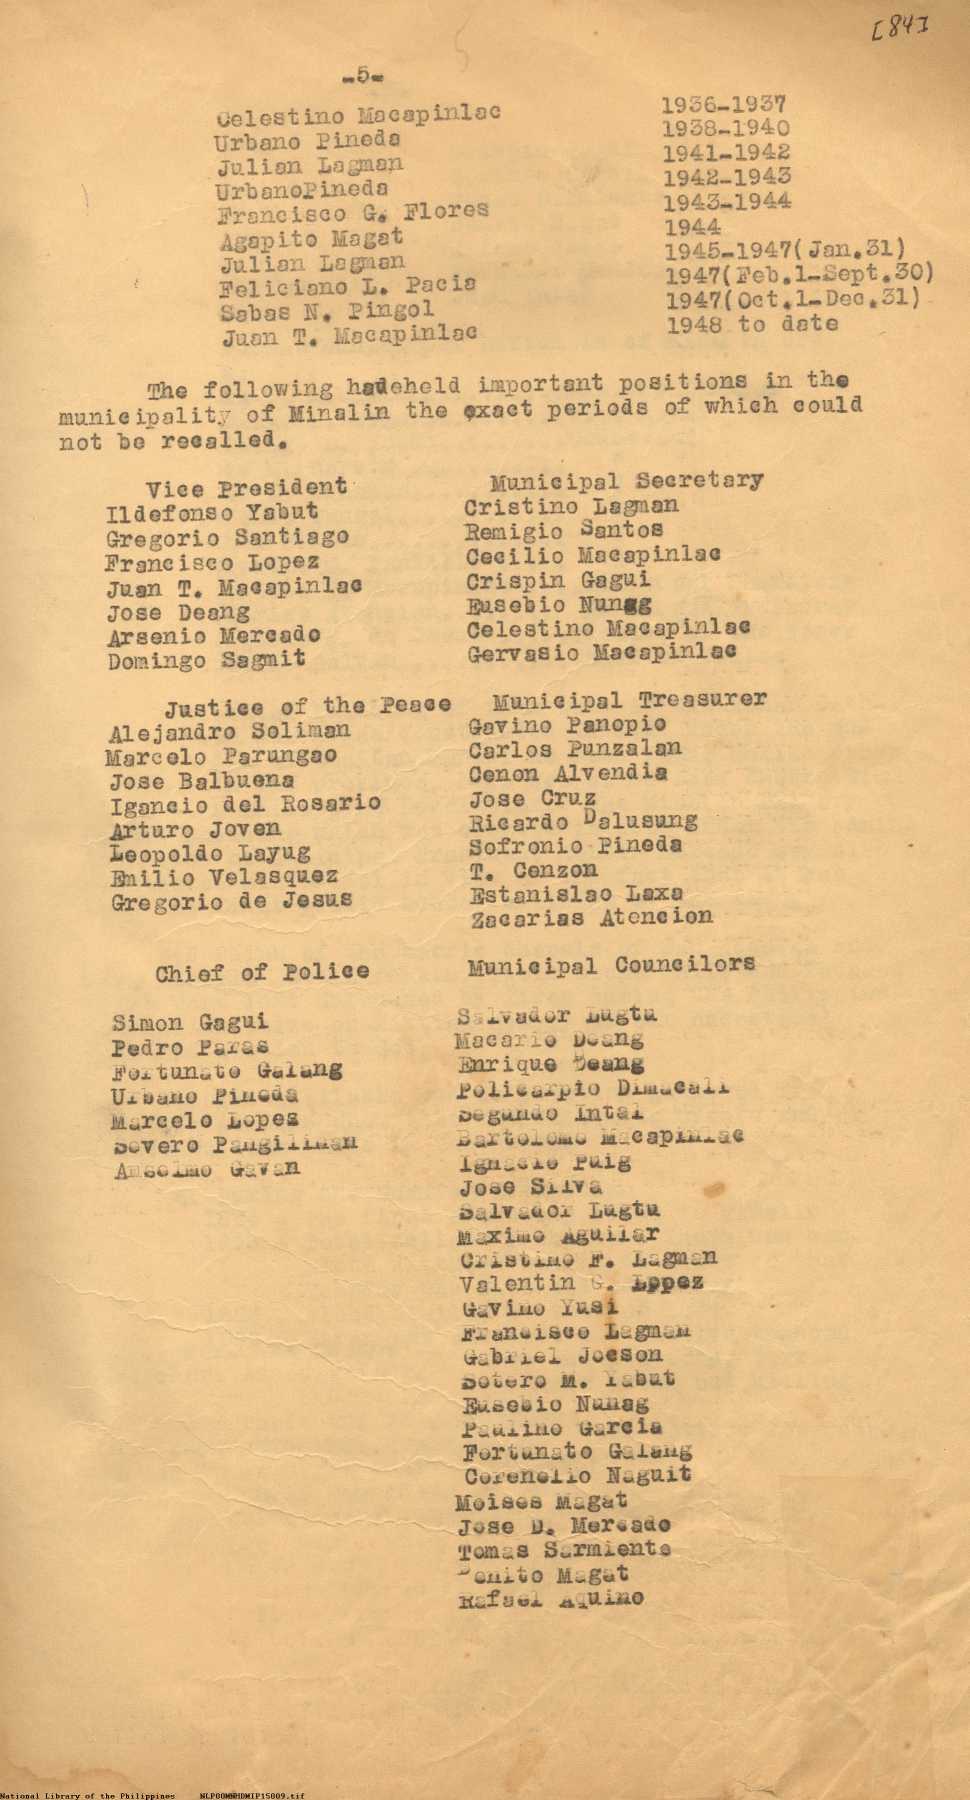 [84]
-5-
Celestino Macapinlac 1936-1937
Urbano Pineda 1938-1940
Julian Lagman 1941-1942
UrbanoPineda 1942-1943
Francisco G. Flores 1943-1944
Agapito Magat 1944
Julian Lagman 1945-1947(Jan.31)
Feliciano L. Pacia 1947(Feb.1-Sept.30)
Sabas N. Pingol 1947(Oct.1-Dec.31)
Juan T. Macapinlac 1948 to date
The following hadeheld important positions in the
municipality of Minalin the exact periods of which could
not be recalled.
Vice President Municipal Secretary
Ildefonso Yabut Cristino Lagman
Gregorio Santiago Remigio Santos
Francisco Lopez Cecilio Macapinlac
Juan T. Macapinlac Crispin Gagui
Jose Deang Eusebio Nungg
Arsenio Mercado Celestino Macapinlac
Domingo Sagmit Gervasio Macapinlac
Justice of the Peace Municipal Treasurer
Alejandro Soliman Gavino Panopio
Marcelo Parungao Carlos Punzalan
Jose Balbuena Cenon Alvendia
Igancio del Rosario Jose Cruz
Arturo Joven Ricardo Dalusung
Leopoldo Layug Sofronio Pineda
Emilio Velasquez T. Cenzon
Gregorio de Jesus Estanislao Laxa
Zacarias Atencion
Chief of Police Municipal Councilors
Simon Gagui Salvador Lugtu
Pedro Paras Macario Deang
Fortunato Galang Enrique Deang
Urbano Pineda Policarpio Dimacali
Marcelo Lopes Segundo Intal
Severo Pangiliman Bartolome Macapinlac
Anselmo Gavan Ignacio Puig
Jose Silva
Salvador Lugtu
Maximo Aguilar
Cristino F. Lagman
Valentin G. Lopez
Gavino Yusi
Francisco Lagman
Gabriel Jocson
Sotero M. Yabut
Eusebio Nunag
Paulino Garcia
Fortunato Galang
Corenelio Naguit
Moises Magat
Jose D. Mercado
Tomas Sarmiento
Benito Magat
Rafael Aquino
National Library of the Philippines